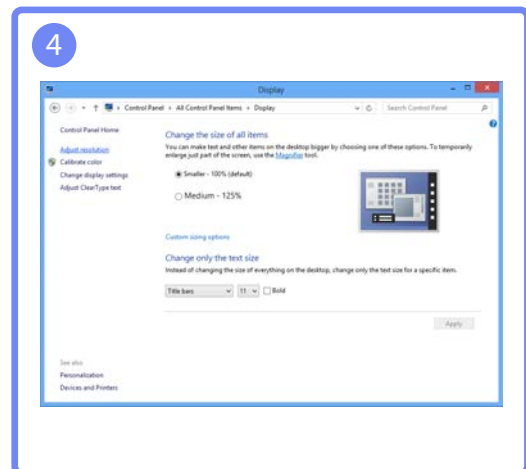 4
Display
Control Panel All Control Panel Items Display
Search Control Panel
Control Panel Home
Adjust resolution
Calibrate color
Change display settings
Adjust ClearType text
Change the size of all items
You can make text and other items on the desktop bigger by choosing one of these options. To temporarily
enlarge just part of the screen, use the Magnifier tool.
Smaller - 100% (default)
Medium - 125%
Custom sizing options
Change only the text size
Instead of changing the size of everything on the desktop, change only the text size for a specific item.
Title bars 11 Bold
Apply
See also
Personalization
Devices and Printers